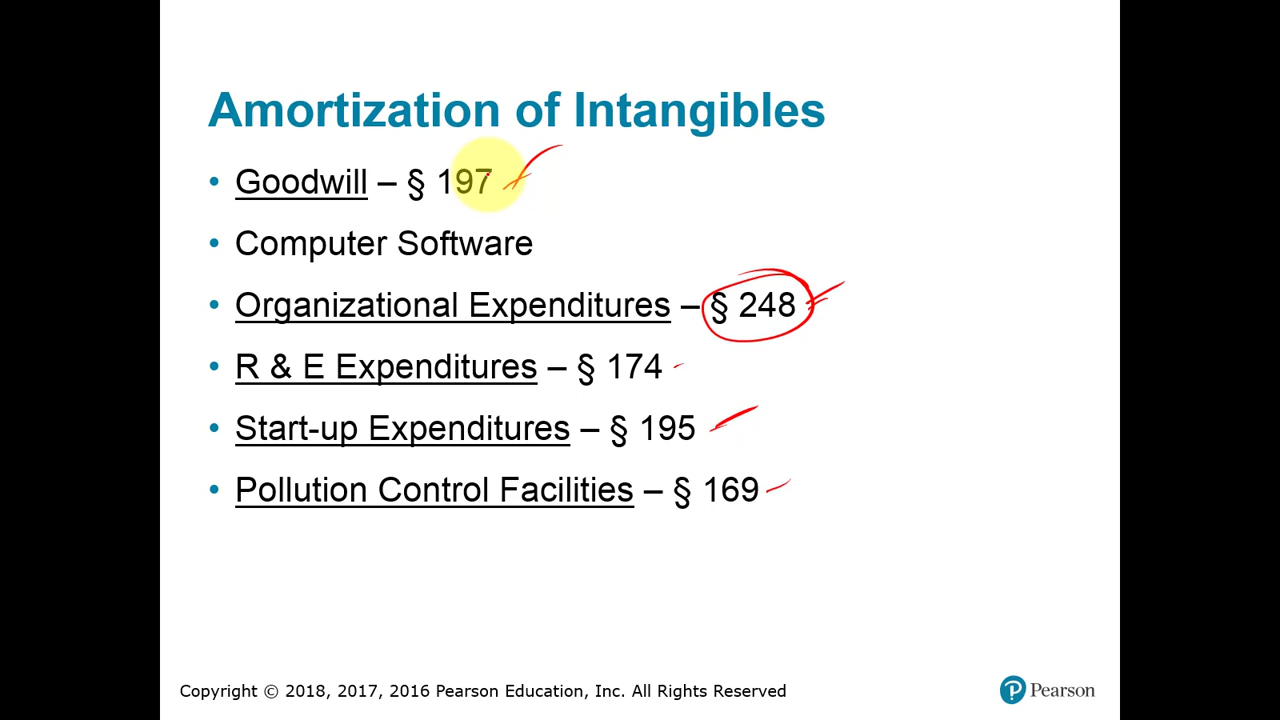 Amortization of Intangibles
• Goodwill – § 197
• Computer Software
• Organizational Expenditures – § 248
• R & E Expenditures – § 174
• Start-up Expenditures – § 195
• Pollution Control Facilities – § 169
Copyright © 2018, 2017, 2016 Pearson Education, Inc. All Rights Reserved
P Pearson